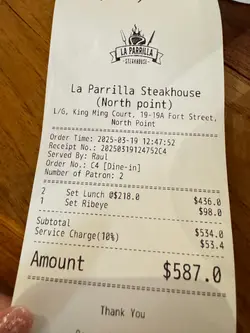 LA PARRILLA
STEAKHOUSE
La Parrilla Steakhouse
(North point)
1/G, King Ming Court, 19-19A Fort Street,
North Point
Order Time: 2025-03-19 12:47:52
Receipt No.: 20250319124752C4
Served By: Raul
Order No.: C4 [Dine-in]
Number of Patron: 2
2 Set Lunch @$218.0 $436.0
1 Set Ribeye $98.0
Subtotal $534.0
Service Charge(10%) $53.4
Amount $587.0
Thank You